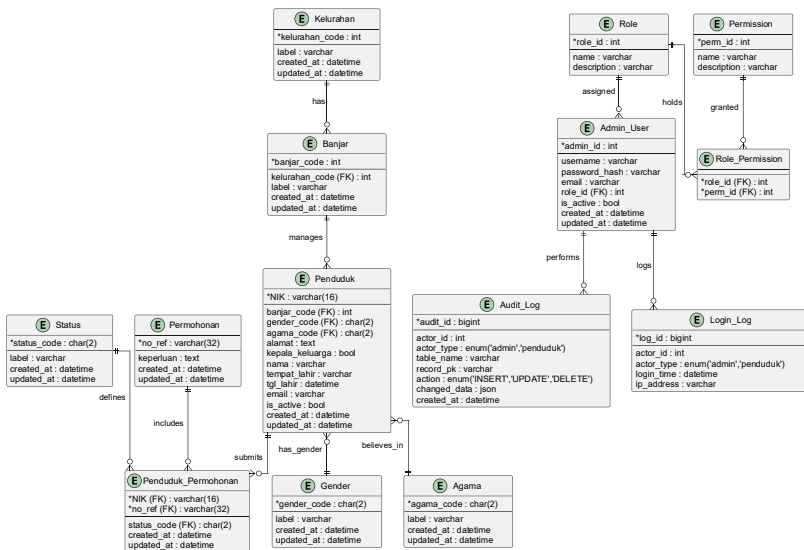 E Kelurahan
*kelurahan_code : int
label : varchar
created_at : datetime
updated_at : datetime
has
E Banjar
*banjar_code : int
kelurahan_code (FK) : int
label : varchar
created_at : datetime
updated_at : datetime
manages
E Penduduk
*NIK : varchar(16)
banjar_code (FK) : int
gender_code (FK) : char(2)
agama_code (FK) : char(2)
alamat : text
kepala_keluarga : bool
nama : varchar
tempat_lahir : varchar
tgl_lahir : datetime
email : varchar
is_active : bool
created_at : datetime
updated_at : datetime
E Status
*status_code : char(2)
label : varchar
created_at : datetime
updated_at : datetime
defines
E Permohonan
*no_ref : varchar(32)
keperluan : text
created_at : datetime
updated_at : datetime
includes
submits
has_gender
believes_in
E Penduduk_Permohonan
*NIK (FK) : varchar(16)
*no_ref (FK) : varchar(32)
status_code (FK) : char(2)
created_at : datetime
updated_at : datetime
E Gender
*gender_code : char(2)
label : varchar
created_at : datetime
updated_at : datetime
E Agama
*agama_code : char(2)
label : varchar
created_at : datetime
updated_at : datetime
E Role
*role_id : int
name : varchar
description : varchar
assigned
holds
E Permission
*perm_id : int
name : varchar
description : varchar
granted
E Admin_User
*admin_id : int
username : varchar
password_hash : varchar
email : varchar
role_id (FK) : int
is_active : bool
created_at : datetime
updated_at : datetime
E Role_Permission
*role_id (FK) : int
*perm_id (FK) : int
performs
logs
E Audit_Log
*audit_id : bigint
actor_id : int
actor_type : enum('admin','penduduk')
table_name : varchar
record_pk : varchar
action : enum('INSERT','UPDATE','DELETE')
changed_data : json
created_at : datetime
E Login_Log
*log_id : bigint
actor_id : int
actor_type : enum('admin','penduduk')
login_time : datetime
ip_address : varchar